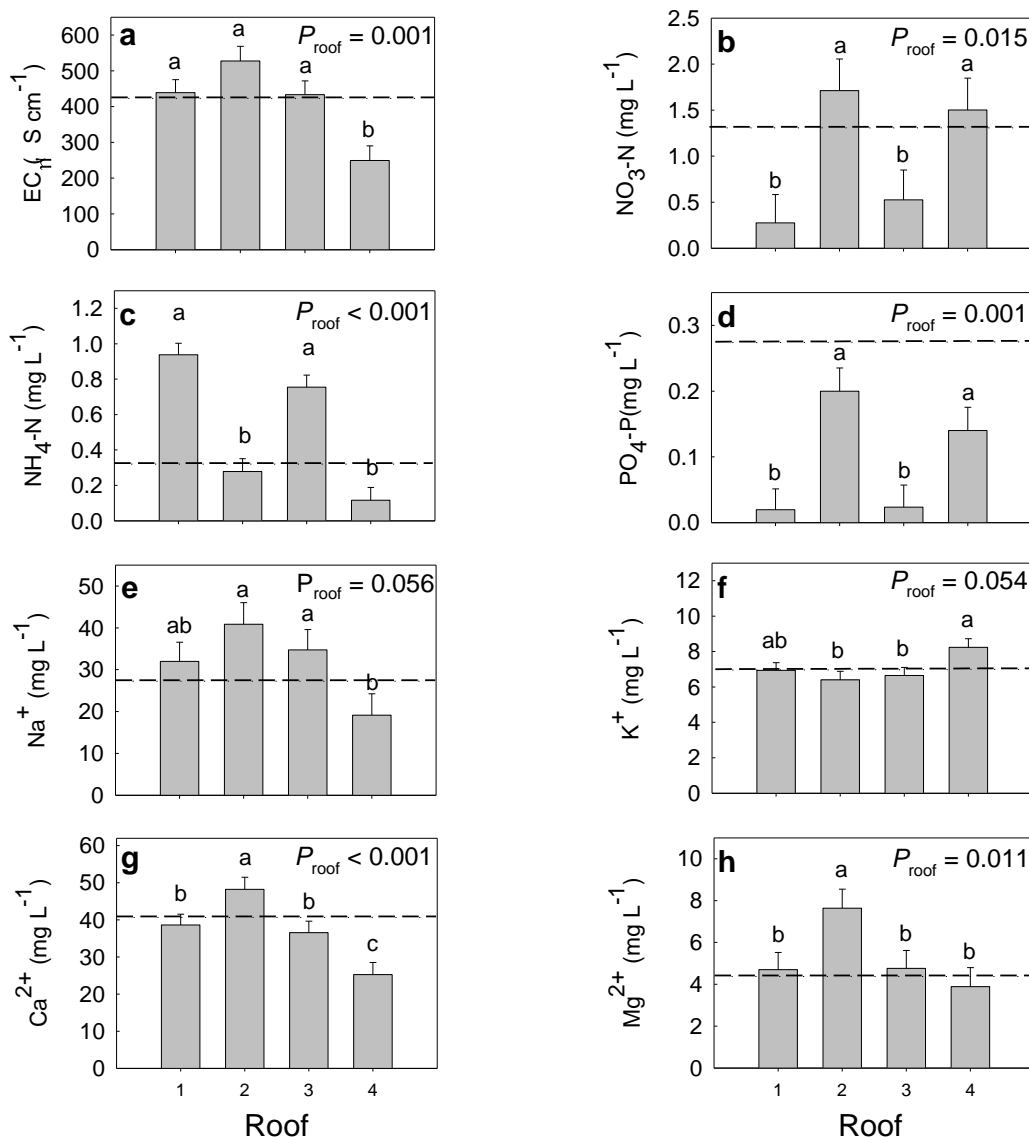 a
P_roof = 0.001
EC ( S cm⁻¹)
600
500
400
300
200
100
0
a
a
a
b
b
P_roof = 0.015
NO₃-N (mg L⁻¹)
2.5
2.0
1.5
1.0
0.5
0.0
b
a
b
a
c
P_roof < 0.001
NH₄-N (mg L⁻¹)
1.2
1.0
0.8
0.6
0.4
0.2
0.0
a
b
a
b
d
P_roof = 0.001
PO₄-P(mg L⁻¹)
0.3
0.2
0.1
0.0
b
a
b
a
e
P_roof = 0.056
Na⁺ (mg L⁻¹)
50
40
30
20
10
0
ab
a
a
b
f
P_roof = 0.054
K⁺ (mg L⁻¹)
12
10
8
6
4
2
0
ab
b
b
a
g
P_roof < 0.001
Ca²⁺ (mg L⁻¹)
60
50
40
30
20
10
0
b
a
b
c
1 2 3 4
Roof
h
P_roof = 0.011
Mg²⁺ (mg L⁻¹)
10
8
6
4
2
0
b
a
b
b
1 2 3 4
Roof